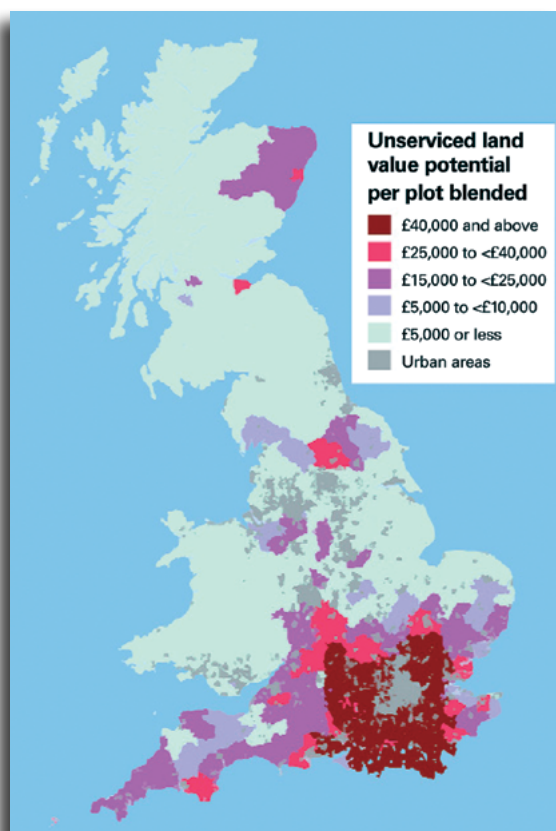 Unserviced land
value potential
per plot blended
£40,000 and above
£25,000 to <£40,000
£15,000 to <£25,000
£5,000 to <£10,000
£5,000 or less
Urban areas